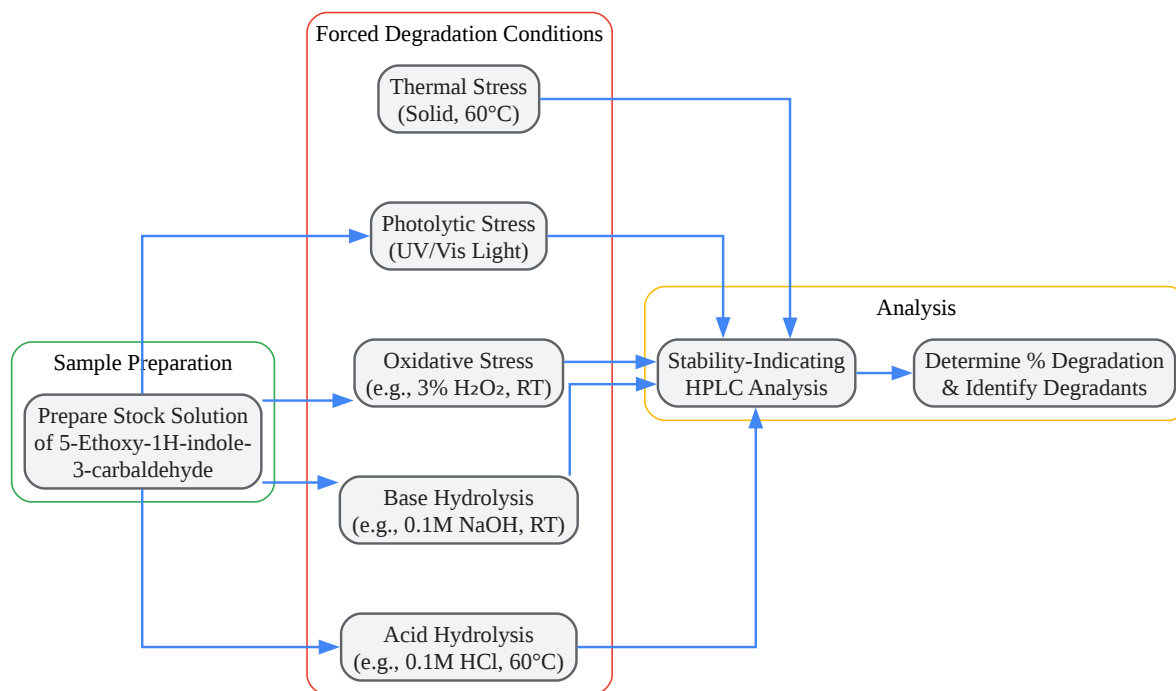 Forced Degradation Conditions
Thermal Stress
(Solid, 60°C)
Photolytic Stress
(UV/Vis Light)
Analysis
Sample Preparation
Oxidative Stress
(e.g., 3% H₂O₂, RT)
Stability-Indicating
HPLC Analysis
Determine % Degradation
& Identify Degradants
Prepare Stock Solution
of 5-Ethoxy-1H-indole-
3-carbaldehyde
Base Hydrolysis
(e.g., 0.1M NaOH, RT)
Acid Hydrolysis
(e.g., 0.1M HCl, 60°C)